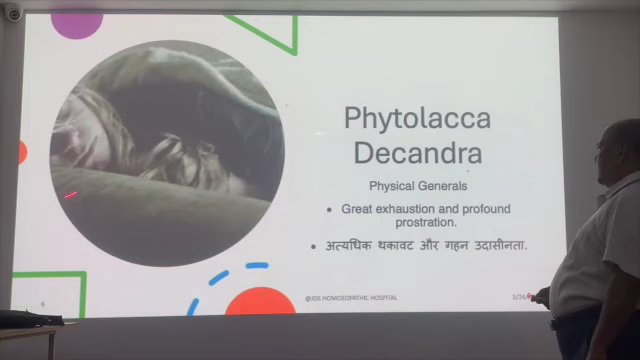 Phytolacca
Decandra
Physical Generals
• Great exhaustion and profound
prostration.
• अत्यधिक थकावट और गहन उदासीनता.
6
@JDS HOMOEOPATHIC HOSPITAL